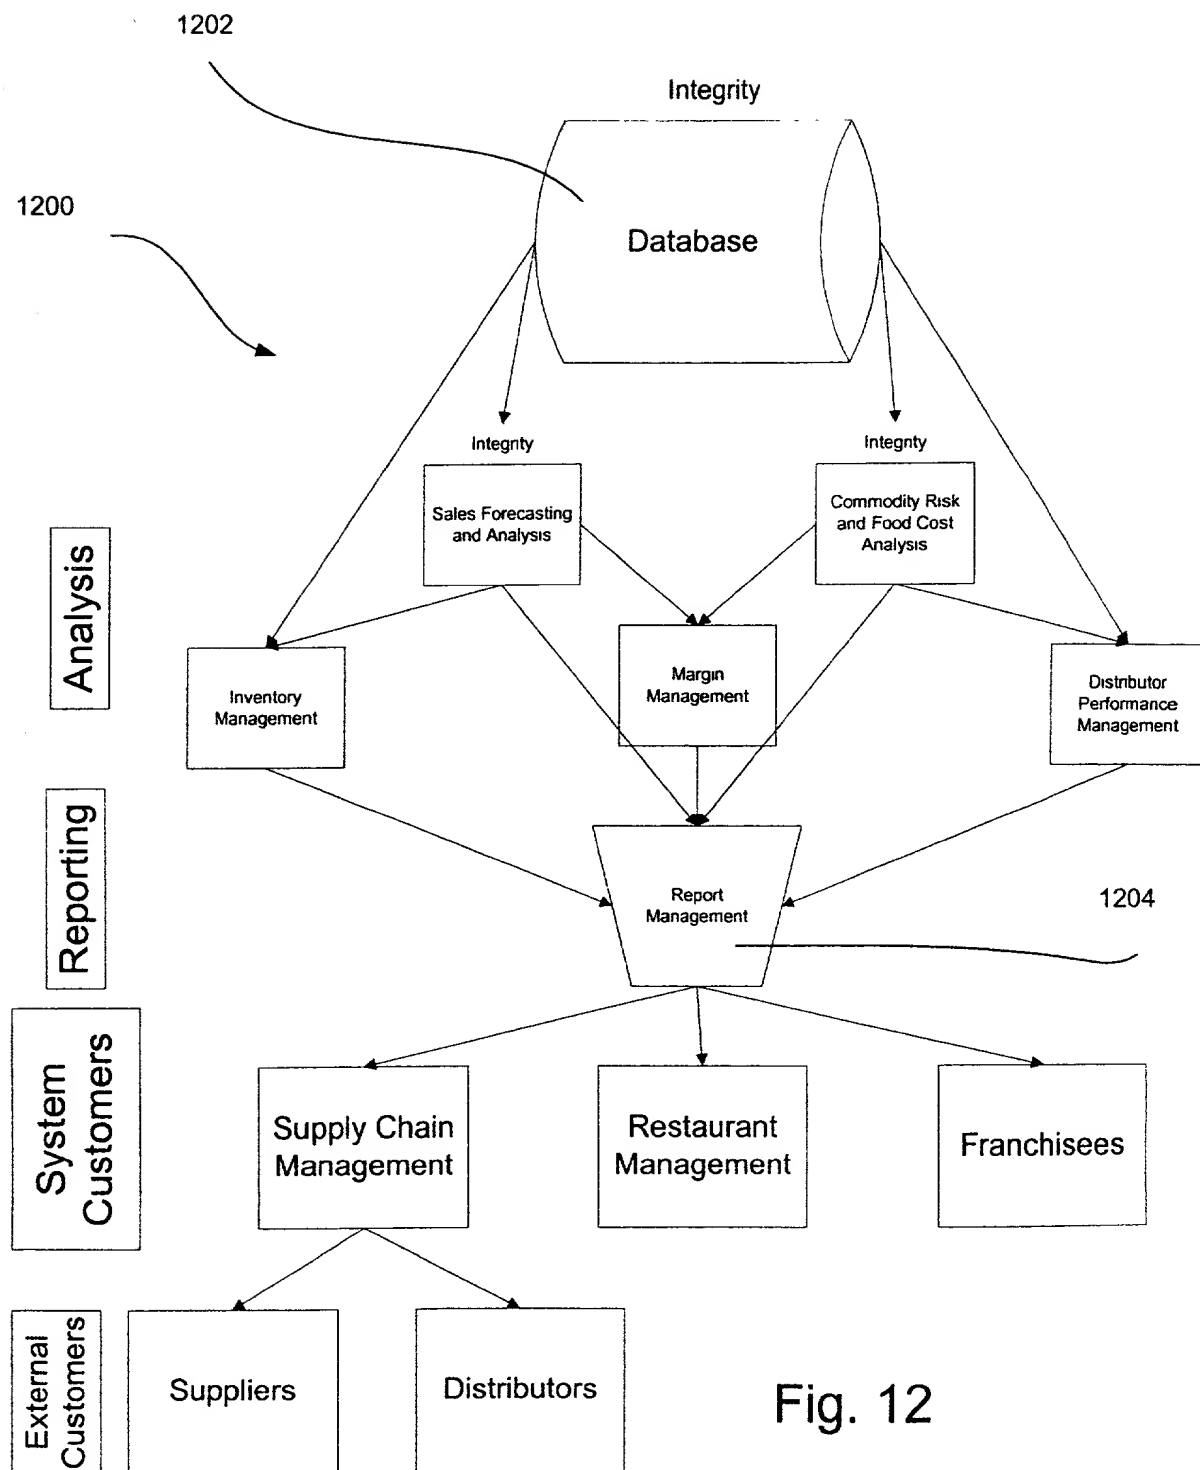 1202
Integrity
1200
Database
Integrity
Integrity
Sales Forecasting
and Analysis
Commodity Risk
and Food Cost
Analysis
Analysis
Inventory
Management
Margin
Management
Distributor
Performance
Management
Reporting
Report
Management
1204
System
Customers
Supply Chain
Management
Restaurant
Management
Franchisees
External
Customers
Suppliers
Distributors
Fig. 12